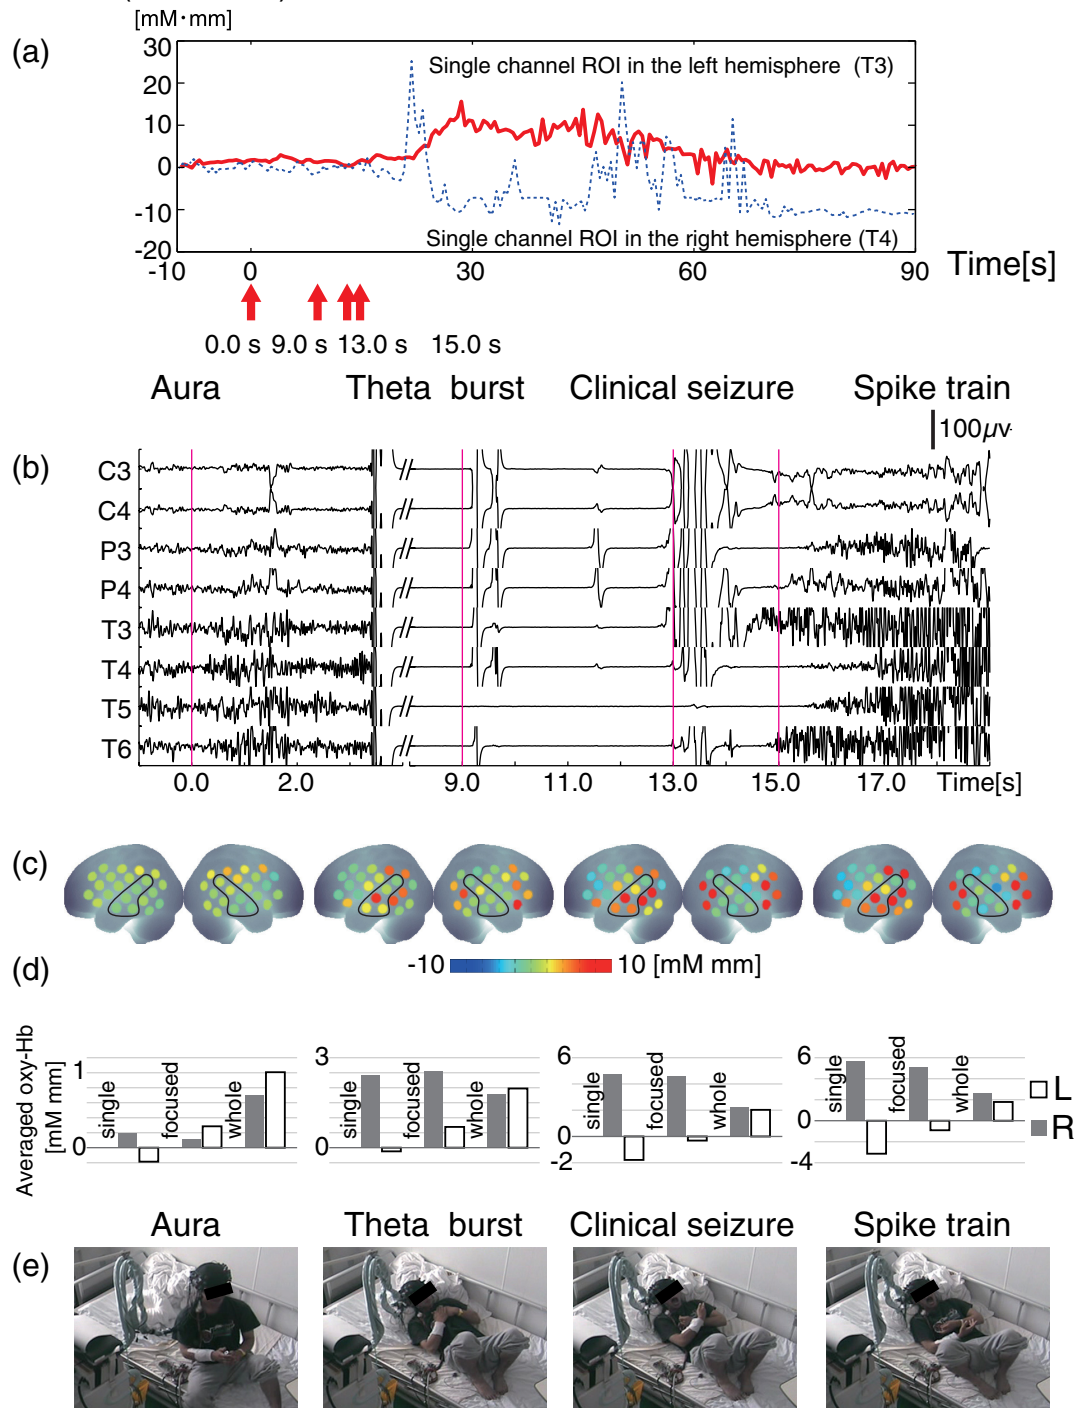 [mM·mm]
(a)
30
20
10
0
-10
-20
Single channel ROI in the left hemisphere (T3)
Single channel ROI in the right hemisphere (T4)
-10 0 30 60 90 Time[s]
0.0 s 9.0 s 13.0 s 15.0 s
Aura Theta burst Clinical seizure Spike train
100μv
(b)
C3
C4
P3
P4
T3
T4
T5
T6
0.0 2.0 9.0 11.0 13.0 15.0 17.0 Time[s]
(c)
-10 10 [mM mm]
(d)
Averaged oxy-Hb
[mM mm]
1
0
single
focused
whole
3
0
single
focused
whole
6
0
-2
single
focused
whole
6
0
-4
single
focused
whole
L
R
Aura Theta burst Clinical seizure Spike train
(e)